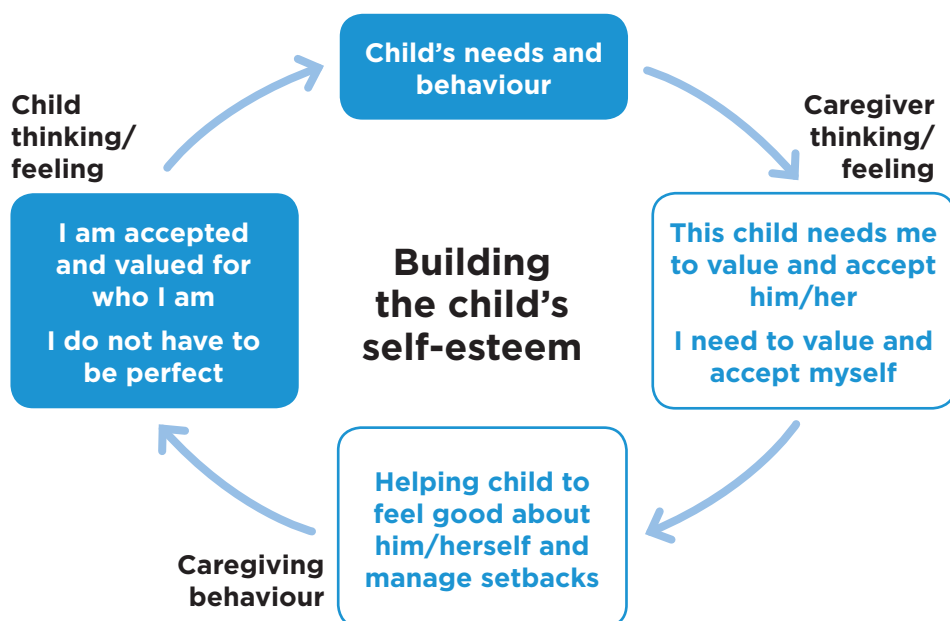 Child's needs and
behaviour
Child
thinking/
feeling
Caregiver
thinking/
feeling
I am accepted
and valued for
who I am
I do not have to
be perfect
Building
the child's
self-esteem
This child needs me
to value and accept
him/her
I need to value and
accept myself
Helping child to
feel good about
him/herself and
manage setbacks
Caregiving
behaviour